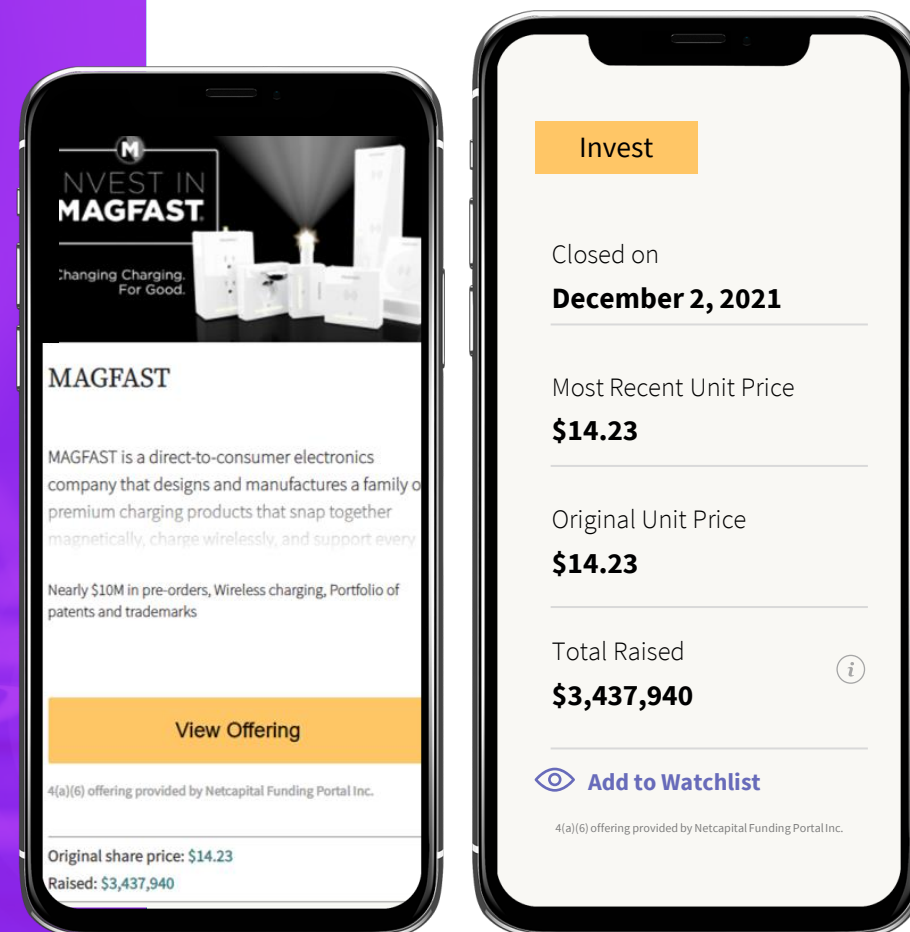 M
NVEST IN
MAGFAST
Changing Charging.
For Good.
MAGFAST
MAGFAST is a direct-to-consumer electronics
company that designs and manufactures a family o
premium charging products that snap together
magnetically, charge wirelessly, and support every
Nearly $10M in pre-orders, Wireless charging, Portfolio of
patents and trademarks
View Offering
4(a)(6) offering provided by Netcapital Funding Portal Inc.
Original share price: $14.23
Raised: $3,437,940
Invest
Closed on
December 2, 2021
Most Recent Unit Price
$14.23
Original Unit Price
$14.23
Total Raised
i
$3,437,940
Add to Watchlist
4(a)(6) offering provided by Netcapital Funding Portal Inc.